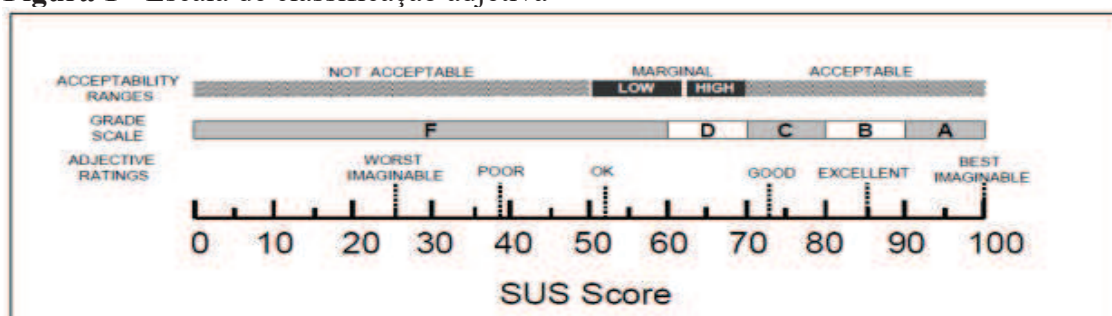 NOT ACCEPTABLE MARGINAL ACCEPTABLE
ACCEPTABILITY RANGES LOW HIGH
GRADE SCALE F D C B A
ADJECTIVE RATINGS WORST IMAGINABLE POOR OK GOOD EXCELLENT BEST IMAGINABLE
0 10 20 30 40 50 60 70 80 90 100
SUS Score